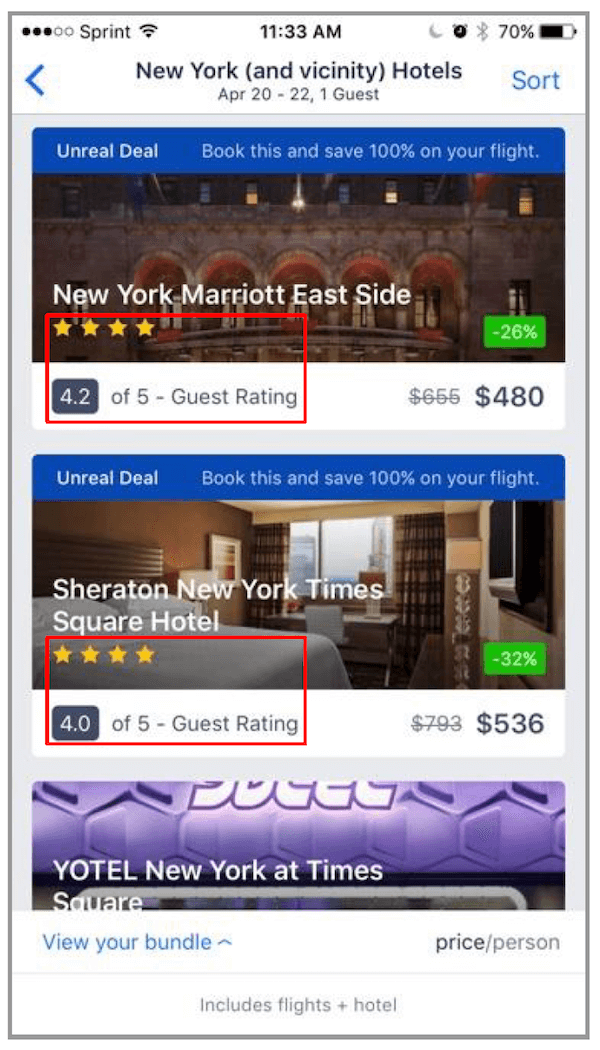 Sprint 11:33 AM 70%
New York (and vicinity) Hotels
Apr 20 - 22, 1 Guest
Sort
Unreal Deal Book this and save 100% on your flight.
New York Marriott East Side
-26%
4.2 of 5 - Guest Rating $655 $480
Unreal Deal Book this and save 100% on your flight.
Sheraton New York Times
Square Hotel
-32%
4.0 of 5 - Guest Rating $793 $536
YOTEL
YOTEL New York at Times
Square
View your bundle price/person
Includes flights + hotel